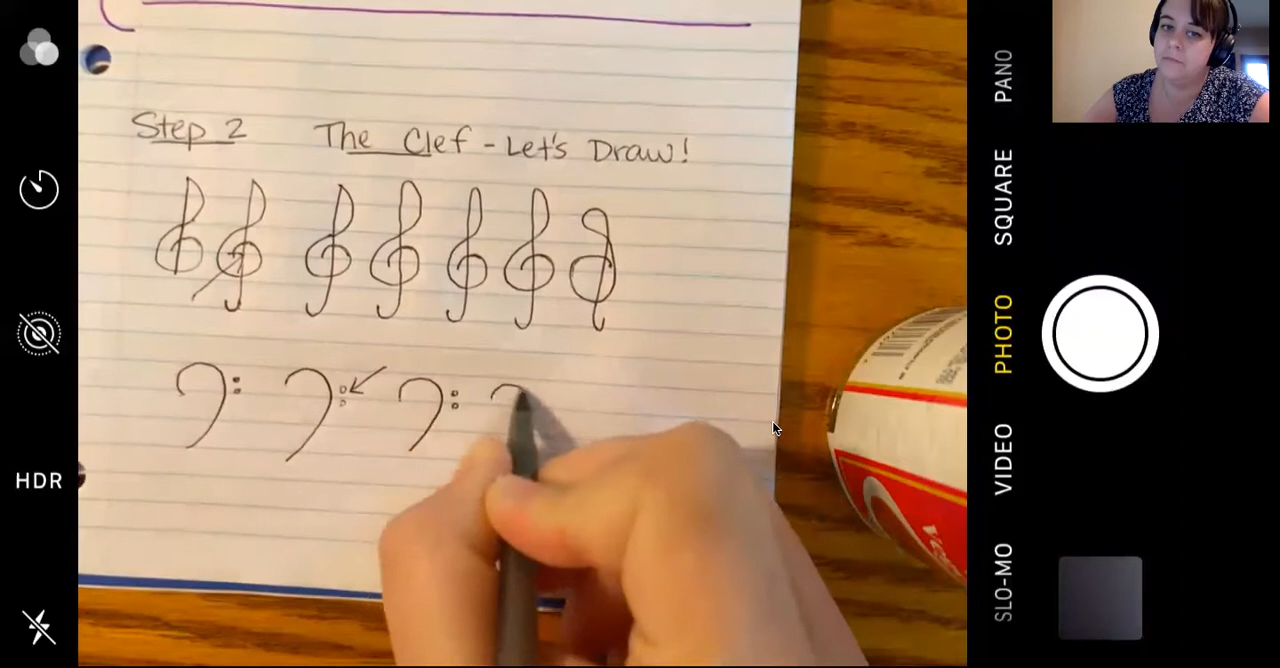 Step 2 The Clef - Let's Draw!
HDR
PANO
SQUARE
PHOTO
VIDEO
SLO-MO